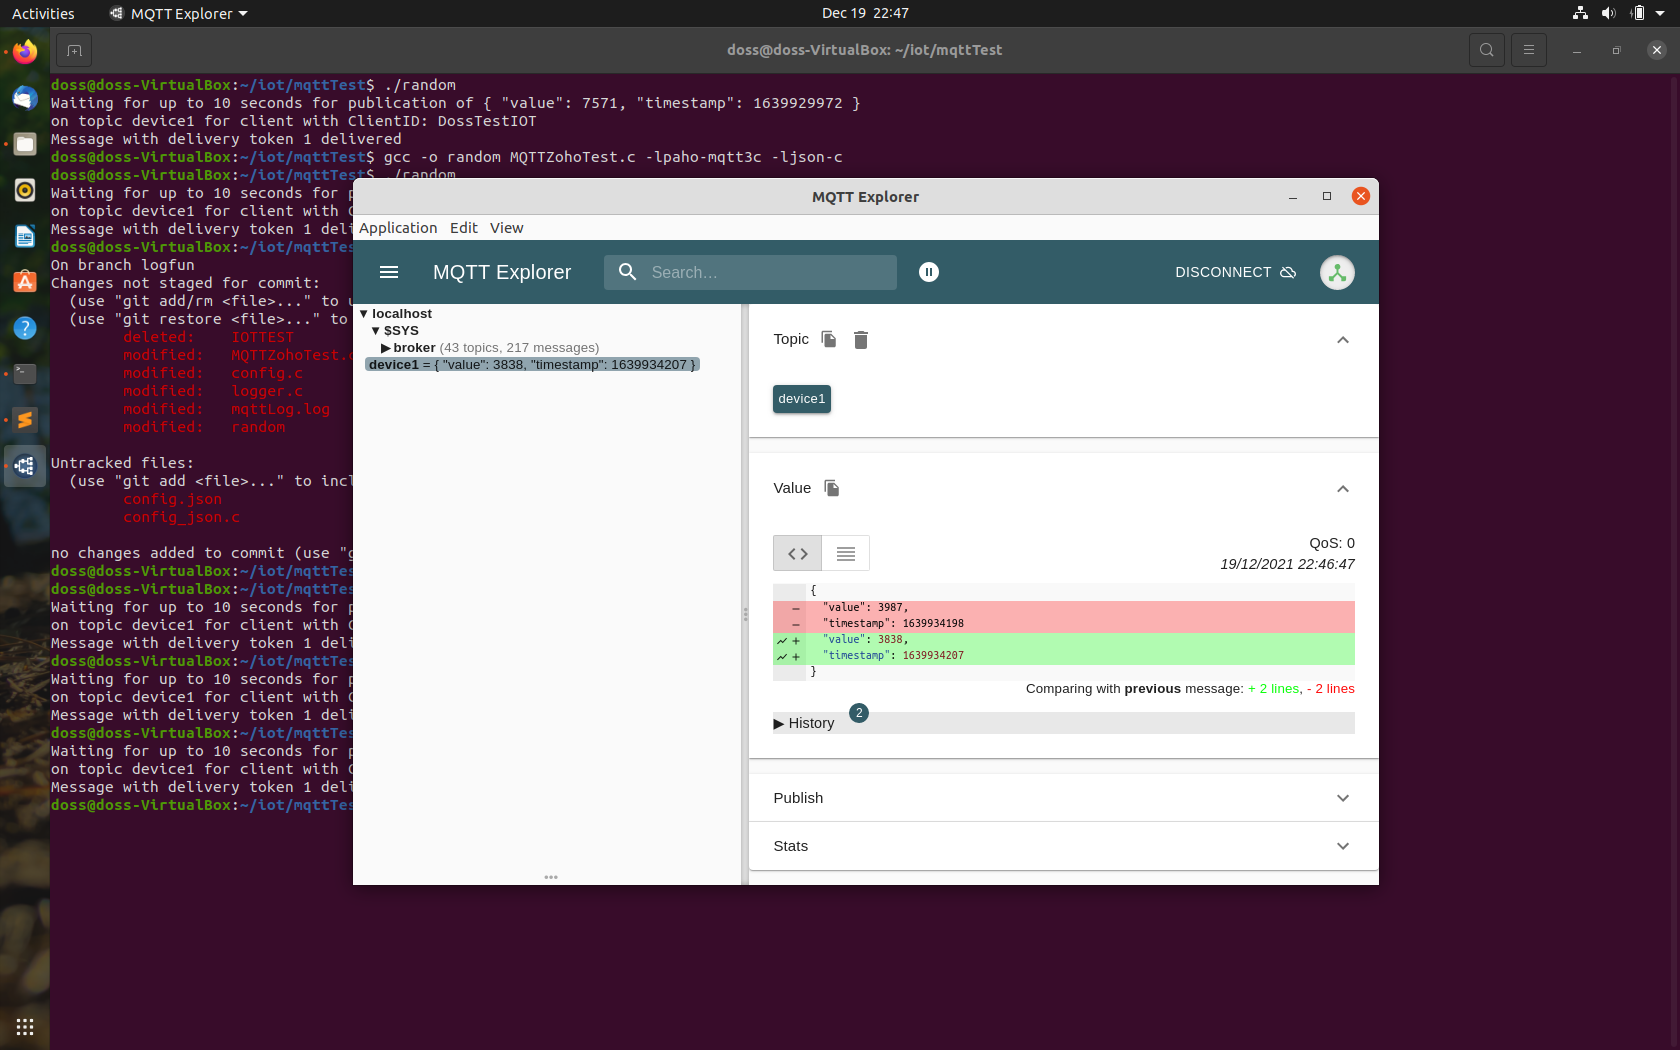 Activities
MQTT Explorer
Dec 19 22:47
doss@doss-VirtualBox: ~/iot/mqttTest
doss@doss-VirtualBox:~/iot/mqttTest$ ./random
Waiting for up to 10 seconds for publication of { "value": 7571, "timestamp": 1639929972 }
on topic device1 for client with ClientID: DossTestIOT
Message with delivery token 1 delivered
doss@doss-VirtualBox:~/iot/mqttTest$ gcc -o random MQTTZohoTest.c -lpaho-mqtt3c -ljson-c
doss@doss-VirtualBox:~/iot/mqttTest$ ./random
Waiting for up to 10 seconds for p
on topic device1 for client with C
Message with delivery token 1 deli
doss@doss-VirtualBox:~/iot/mqttTes
On branch logfun
Changes not staged for commit:
(use "git add/rm <file>..." to u
(use "git restore <file>..." to
deleted: IOTTEST
modified: MQTTZohoTest.c
modified: config.c
modified: logger.c
modified: mqttLog.log
modified: random
Untracked files:
(use "git add <file>..." to incl
config.json
config_json.c
no changes added to commit (use "g
doss@doss-VirtualBox:~/iot/mqttTes
doss@doss-VirtualBox:~/iot/mqttTes
Waiting for up to 10 seconds for p
on topic device1 for client with C
Message with delivery token 1 deli
doss@doss-VirtualBox:~/iot/mqttTes
Waiting for up to 10 seconds for p
on topic device1 for client with C
Message with delivery token 1 deli
doss@doss-VirtualBox:~/iot/mqttTes
Waiting for up to 10 seconds for p
on topic device1 for client with C
Message with delivery token 1 deli
doss@doss-VirtualBox:~/iot/mqttTes
MQTT Explorer
Application Edit View
MQTT Explorer
Search...
DISCONNECT
▼ localhost
▼ $SYS
▶ broker (43 topics, 217 messages)
device1 = { "value": 3838, "timestamp": 1639934207 }
Topic
device1
Value
QoS: 0
19/12/2021 22:46:47
{
- "value": 3987,
- "timestamp": 1639934198
+ "value": 3838,
+ "timestamp": 1639934207
}
Comparing with previous message: + 2 lines, - 2 lines
▶ History 2
Publish
Stats